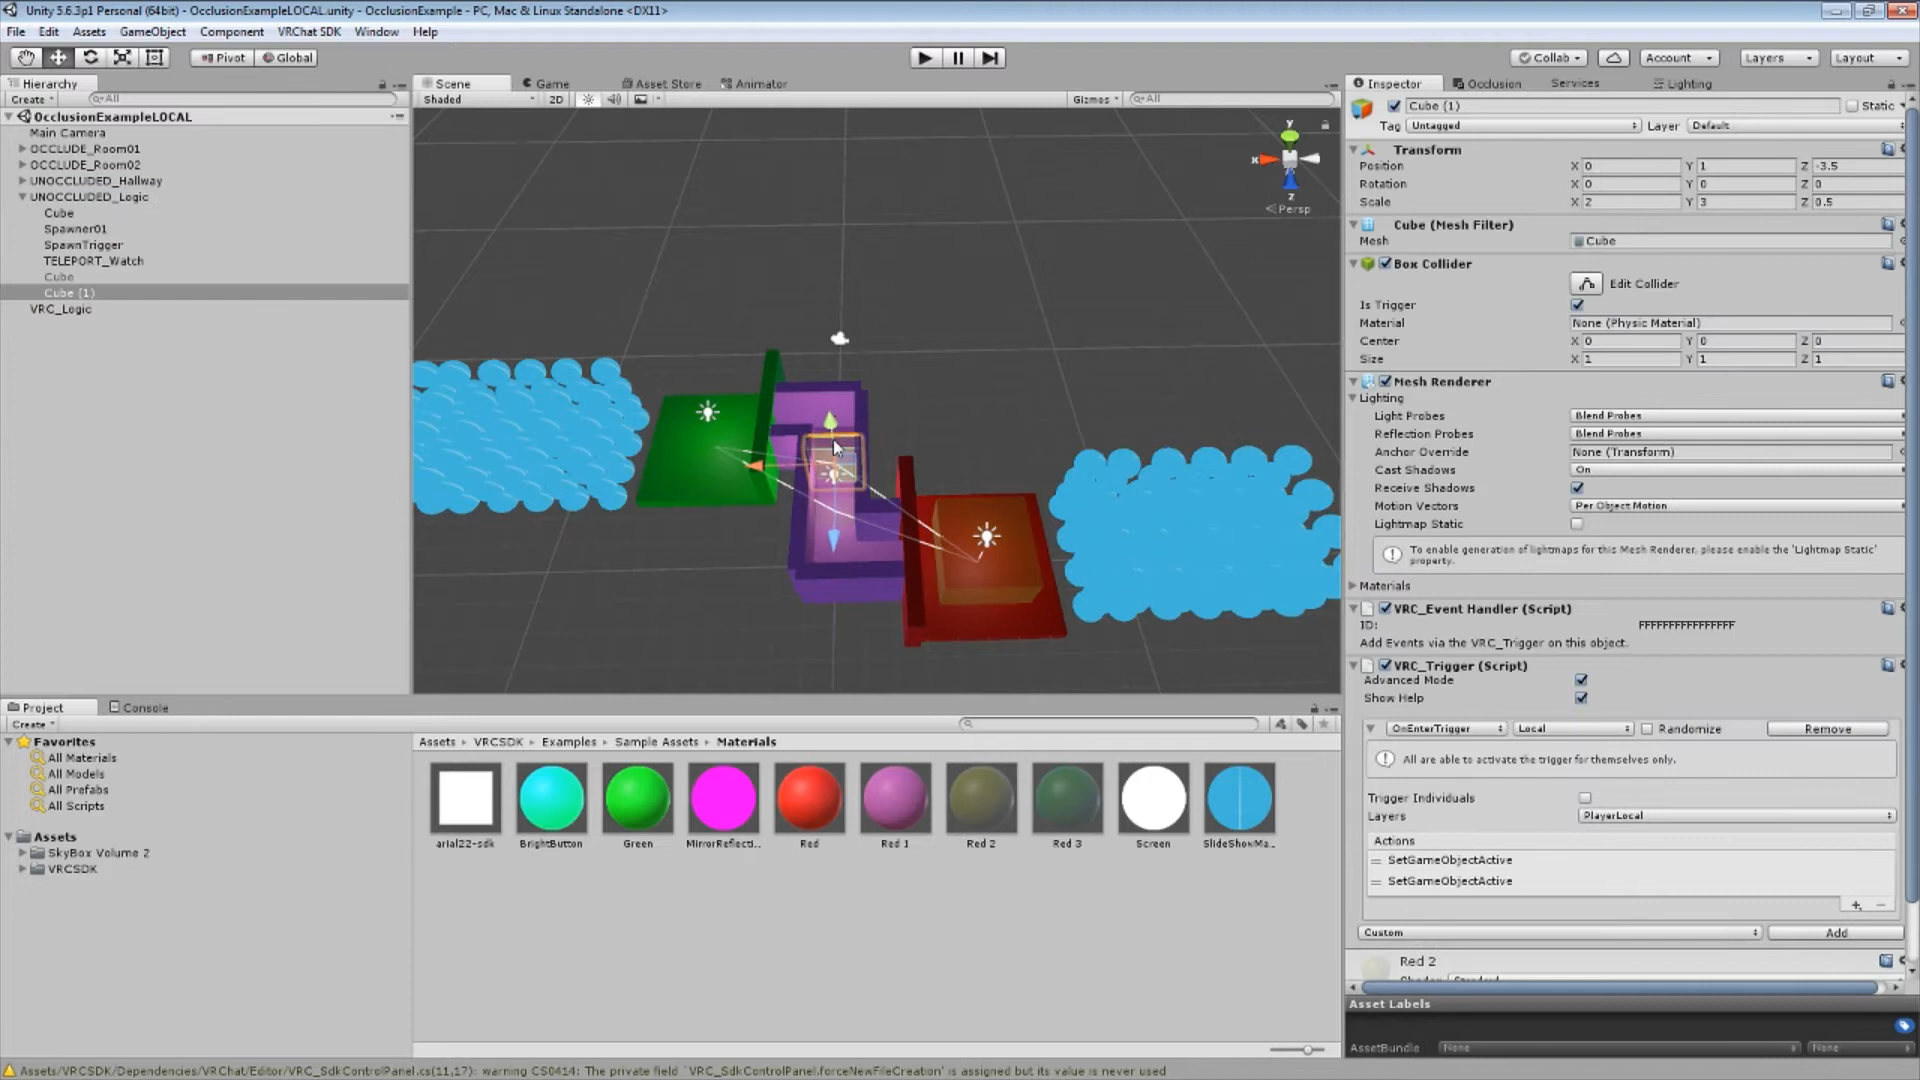 Unity 5.6.3p1 Personal (64bit) - OcclusionExampleLOCAL.unity - OcclusionExample - PC, Mac & Linux Standalone <DX11>
File Edit Assets GameObject Component VRChat SDK Window Help
Pivot Global Collab Account Layers Layout
Hierarchy
Create All
OcclusionExampleLOCAL
Main Camera
OCCLUDE_Room01
OCCLUDE_Room02
UNOCCLUDED_Hallway
UNOCCLUDED_Logic
Cube
Spawner01
SpawnTrigger
TELEPORT_Watch
Cube
Cube (1)
VRC_Logic
Scene Game Asset Store Animator
Shaded 2D Gizmos All
y
x
z
Persp
Inspector Occlusion Services Lighting
Cube (1) Static
Tag Untagged Layer Default
Transform
Position X 0 Y 1 Z -3.5
Rotation X 0 Y 0 Z 0
Scale X 2 Y 3 Z 0.5
Cube (Mesh Filter)
Mesh Cube
Box Collider
Edit Collider
Is Trigger
Material None (Physic Material)
Center X 0 Y 0 Z 0
Size X 1 Y 1 Z 1
Mesh Renderer
Lighting
Light Probes Blend Probes
Reflection Probes Blend Probes
Anchor Override None (Transform)
Cast Shadows On
Receive Shadows
Motion Vectors Per Object Motion
Lightmap Static
To enable generation of lightmaps for this Mesh Renderer, please enable the 'Lightmap Static'
property.
Materials
VRC_Event Handler (Script)
ID: FFFFFFFFFFFFFFFF
Add Events via the VRC_Trigger on this object.
VRC_Trigger (Script)
Advanced Mode
Show Help
OnEnterTrigger Local Randomize Remove
All are able to activate the trigger for themselves only.
Trigger Individuals
Layers PlayerLocal
Actions
SetGameObjectActive
SetGameObjectActive
Custom Add
Red 2
Asset Labels
AssetBundle None None
Project Console
Create
Favorites
All Materials
All Models
All Prefabs
All Scripts
Assets
SkyBox Volume 2
VRCSDK
Assets VRCSDK Examples Sample Assets Materials
arial22-sdk BrightButton Green MirrorReflecti... Red Red 1 Red 2 Red 3 Screen SlideShowMa...
Assets/VRCSDK/Dependencies/VRChat/Editor/VRC_SdkControlPanel.cs(11,17): warning CS0414: The private field `VRC_SdkControlPanel.forceNewFileCreation' is assigned but its value is never used